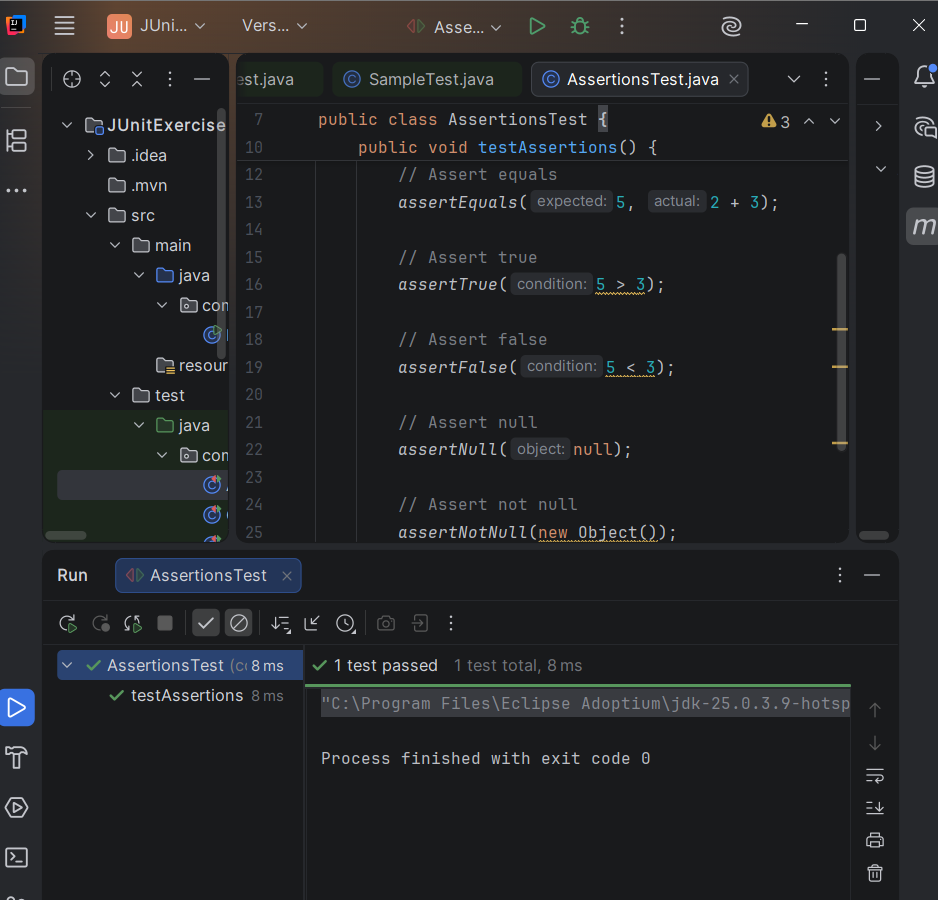 JU JUni... Vers... Asse...
est.java SampleTest.java AssertionsTest.java
JUnitExercise
.idea
.mvn
src
main
java
com
resour
test
java
com
7 public class AssertionsTest { 3
10 public void testAssertions() {
12 // Assert equals
13 assertEquals( expected: 5, actual: 2 + 3);
14
15 // Assert true
16 assertTrue( condition: 5 > 3);
17
18 // Assert false
19 assertFalse( condition: 5 < 3);
20
21 // Assert null
22 assertNull( object: null);
23
24 // Assert not null
25 assertNotNull(new Object());
m
Run AssertionsTest
AssertionsTest (co 8 ms
testAssertions 8 ms
1 test passed 1 test total, 8 ms
"C:\Program Files\Eclipse Adoptium\jdk-25.0.3.9-hotsp
Process finished with exit code 0